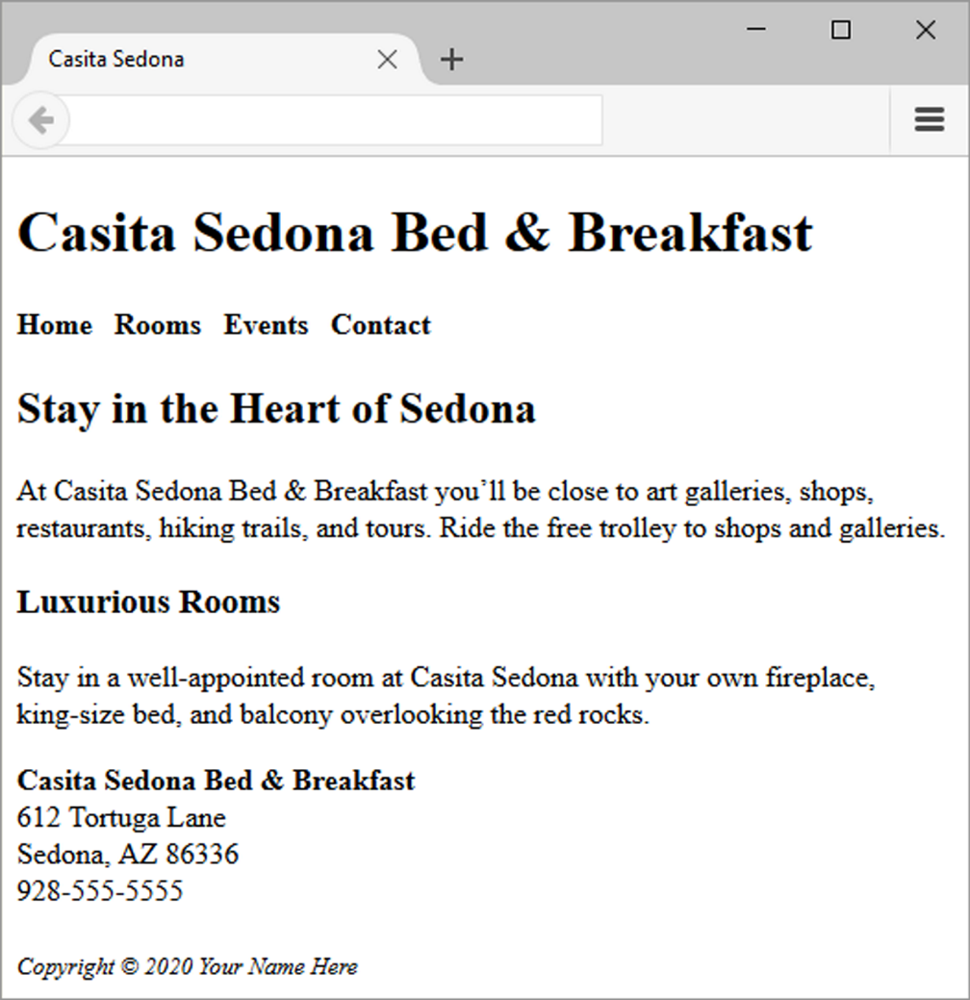 Casita Sedona
Casita Sedona Bed & Breakfast
Home Rooms Events Contact
Stay in the Heart of Sedona
At Casita Sedona Bed & Breakfast you’ll be close to art galleries, shops,
restaurants, hiking trails, and tours. Ride the free trolley to shops and galleries.
Luxurious Rooms
Stay in a well-appointed room at Casita Sedona with your own fireplace,
king-size bed, and balcony overlooking the red rocks.
Casita Sedona Bed & Breakfast
612 Tortuga Lane
Sedona, AZ 86336
928-555-5555
Copyright © 2020 Your Name Here